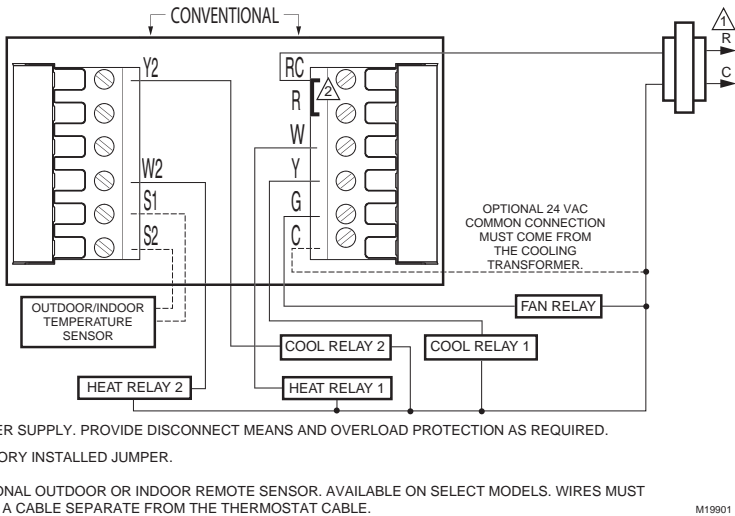 CONVENTIONAL
1
R
C
Y2
RC
2
R
W
Y
G
C
W2
S1
S2
OPTIONAL 24 VAC
COMMON CONNECTION
MUST COME FROM
THE COOLING
TRANSFORMER.
OUTDOOR/INDOOR
TEMPERATURE
SENSOR
FAN RELAY
COOL RELAY 2
COOL RELAY 1
HEAT RELAY 2
HEAT RELAY 1
ER SUPPLY. PROVIDE DISCONNECT MEANS AND OVERLOAD PROTECTION AS REQUIRED.
ORY INSTALLED JUMPER.
ONAL OUTDOOR OR INDOOR REMOTE SENSOR. AVAILABLE ON SELECT MODELS. WIRES MUST
A CABLE SEPARATE FROM THE THERMOSTAT CABLE.
M19901